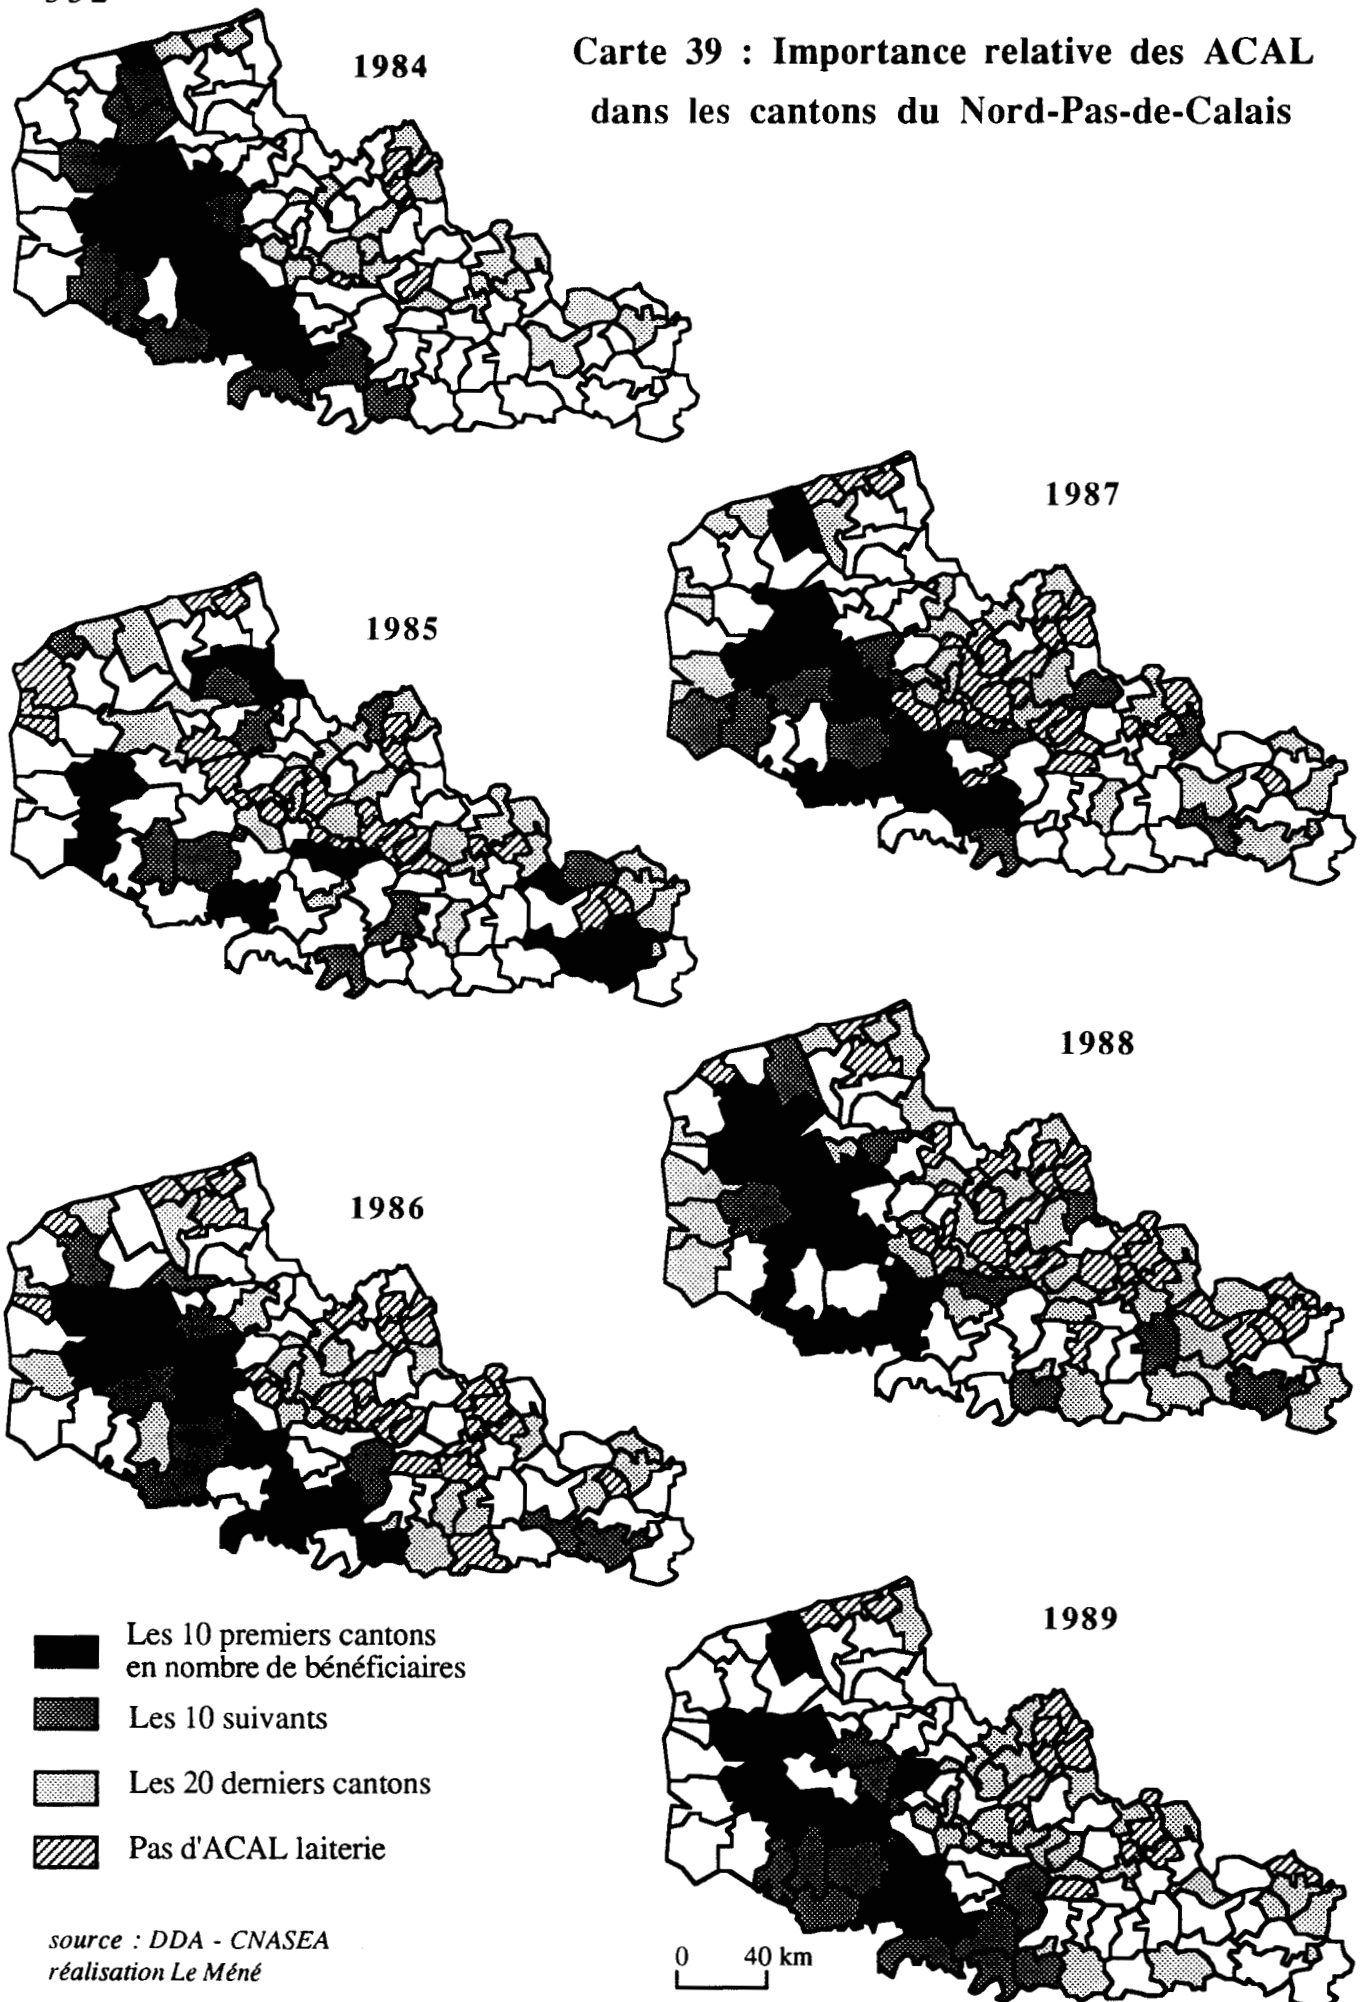 Carte 39 : Importance relative des ACAL
dans les cantons du Nord-Pas-de-Calais
1984
1987
1985
1988
1986
1989
Les 10 premiers cantons
en nombre de bénéficiaires
Les 10 suivants
Les 20 derniers cantons
Pas d'ACAL laiterie
source : DDA - CNASEA
réalisation Le Méné
0 40 km